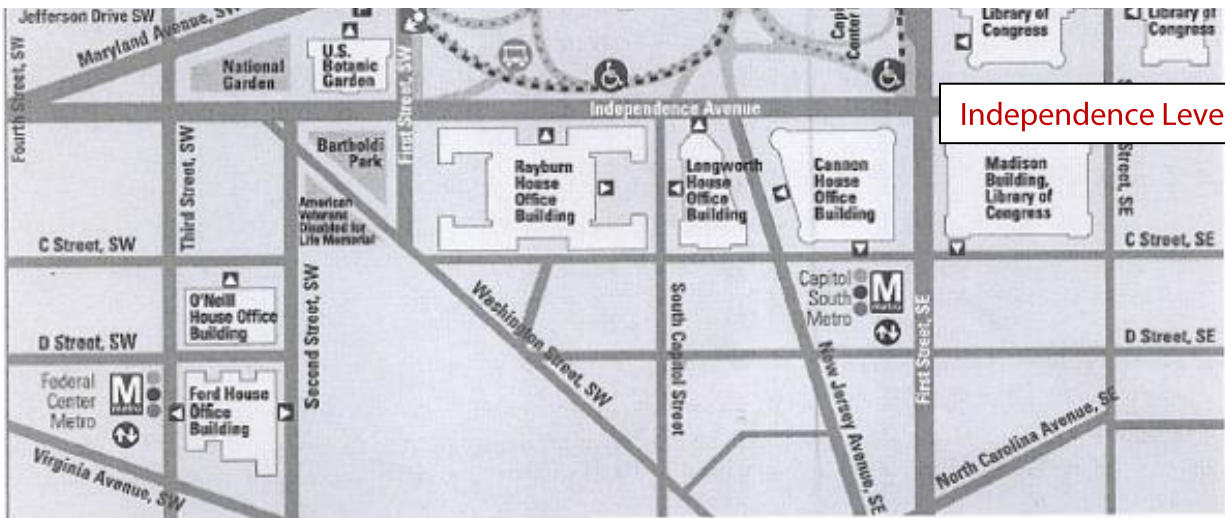 Jefferson Drive SW
Maryland Avenue, SW
Fourth Street, SW
National
Garden
U.S.
Botanic
Garden
First Street, SW
Independence Avenue
Library of
Congress
Library of
Congress
Independence Leve
Third Street, SW
Bartholdi
Park
American
Veterans
Disabled for
Life Memorial
Rayburn
House
Office
Building
Longworth
House
Office
Building
Cannon
House
Office
Building
Madison
Building,
Library of
Congress
Street, SE
C Street, SW
C Street, SE
O'Neill
House Office
Building
Second Street, SW
Washington Street, SW
South Capitol Street
Capitol
South
Metro
M
metro
New Jersey Avenue, SE
First Street, SE
D Street, SW
D Street, SE
Federal
Center
Metro
M
metro
Ford House
Office
Building
Virginia Avenue, SW
North Carolina Avenue, SE